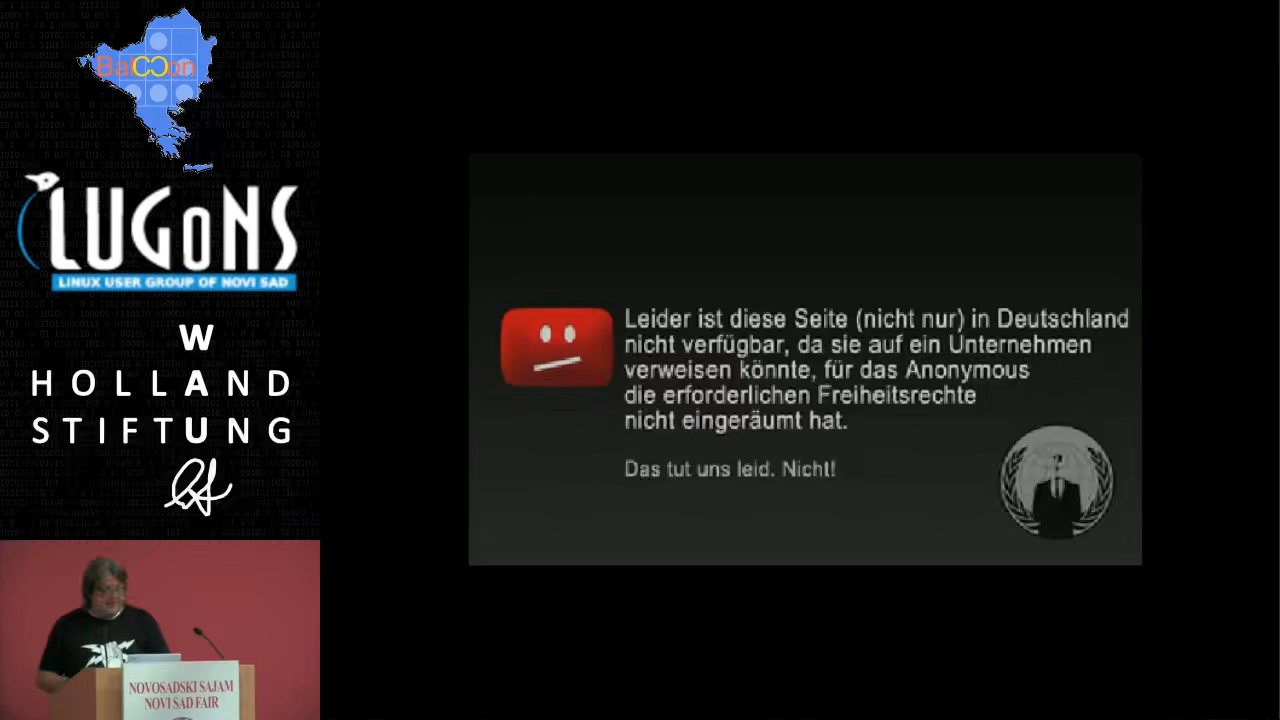 BalCCon
LUGoNS
LINUX USER GROUP OF NOVI SAD
W
HOLLAND
STIFTUNG
NOVOSADSKI SAJAM
NOVI SAD FAIR
Leider ist diese Seite (nicht nur) in Deutschland
nicht verfügbar, da sie auf ein Unternehmen
verweisen könnte, für das Anonymous
die erforderlichen Freiheitsrechte
nicht eingeräumt hat.
Das tut uns leid. Nicht!